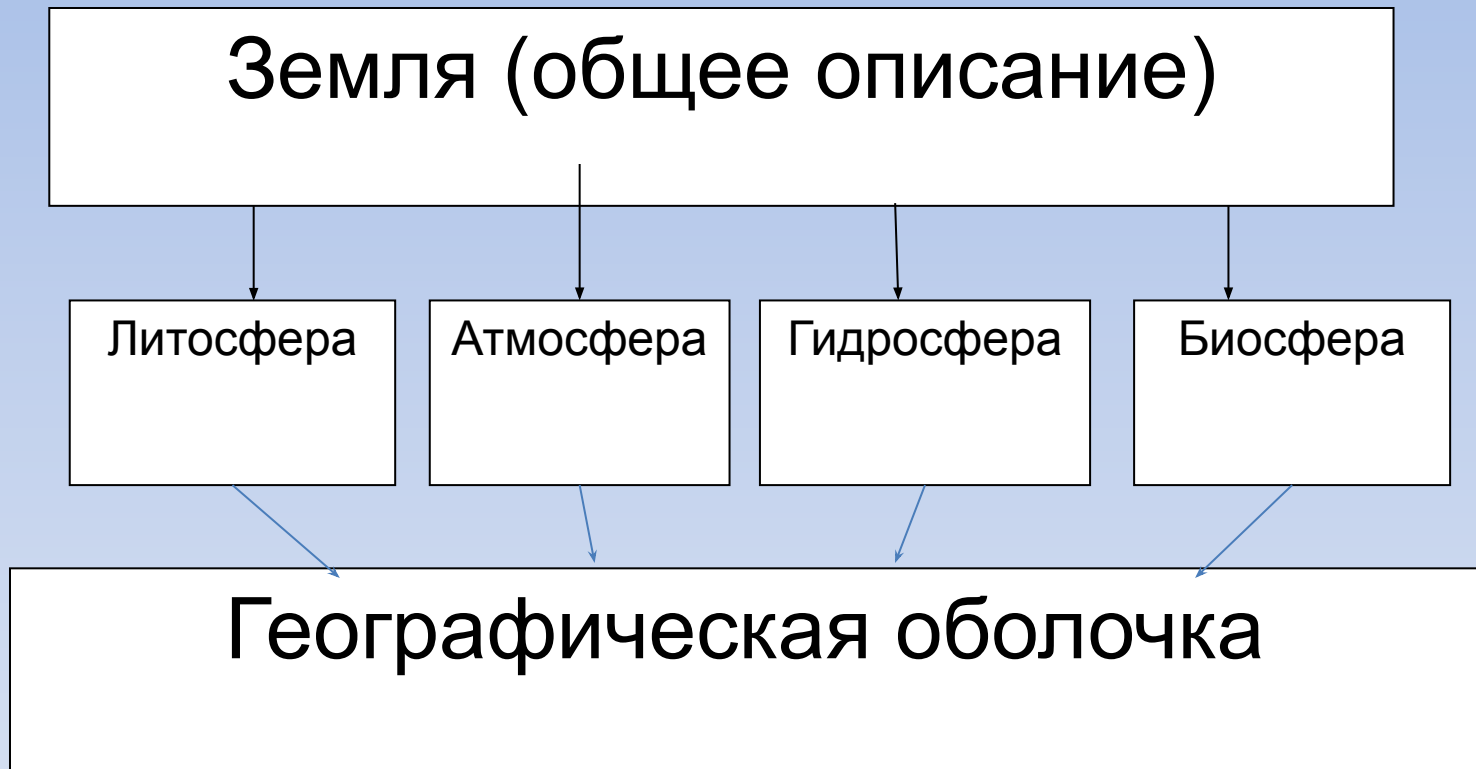 Земля (общее описание)
Литосфера
Атмосфера
Гидросфера
Биосфера
Географическая оболочка